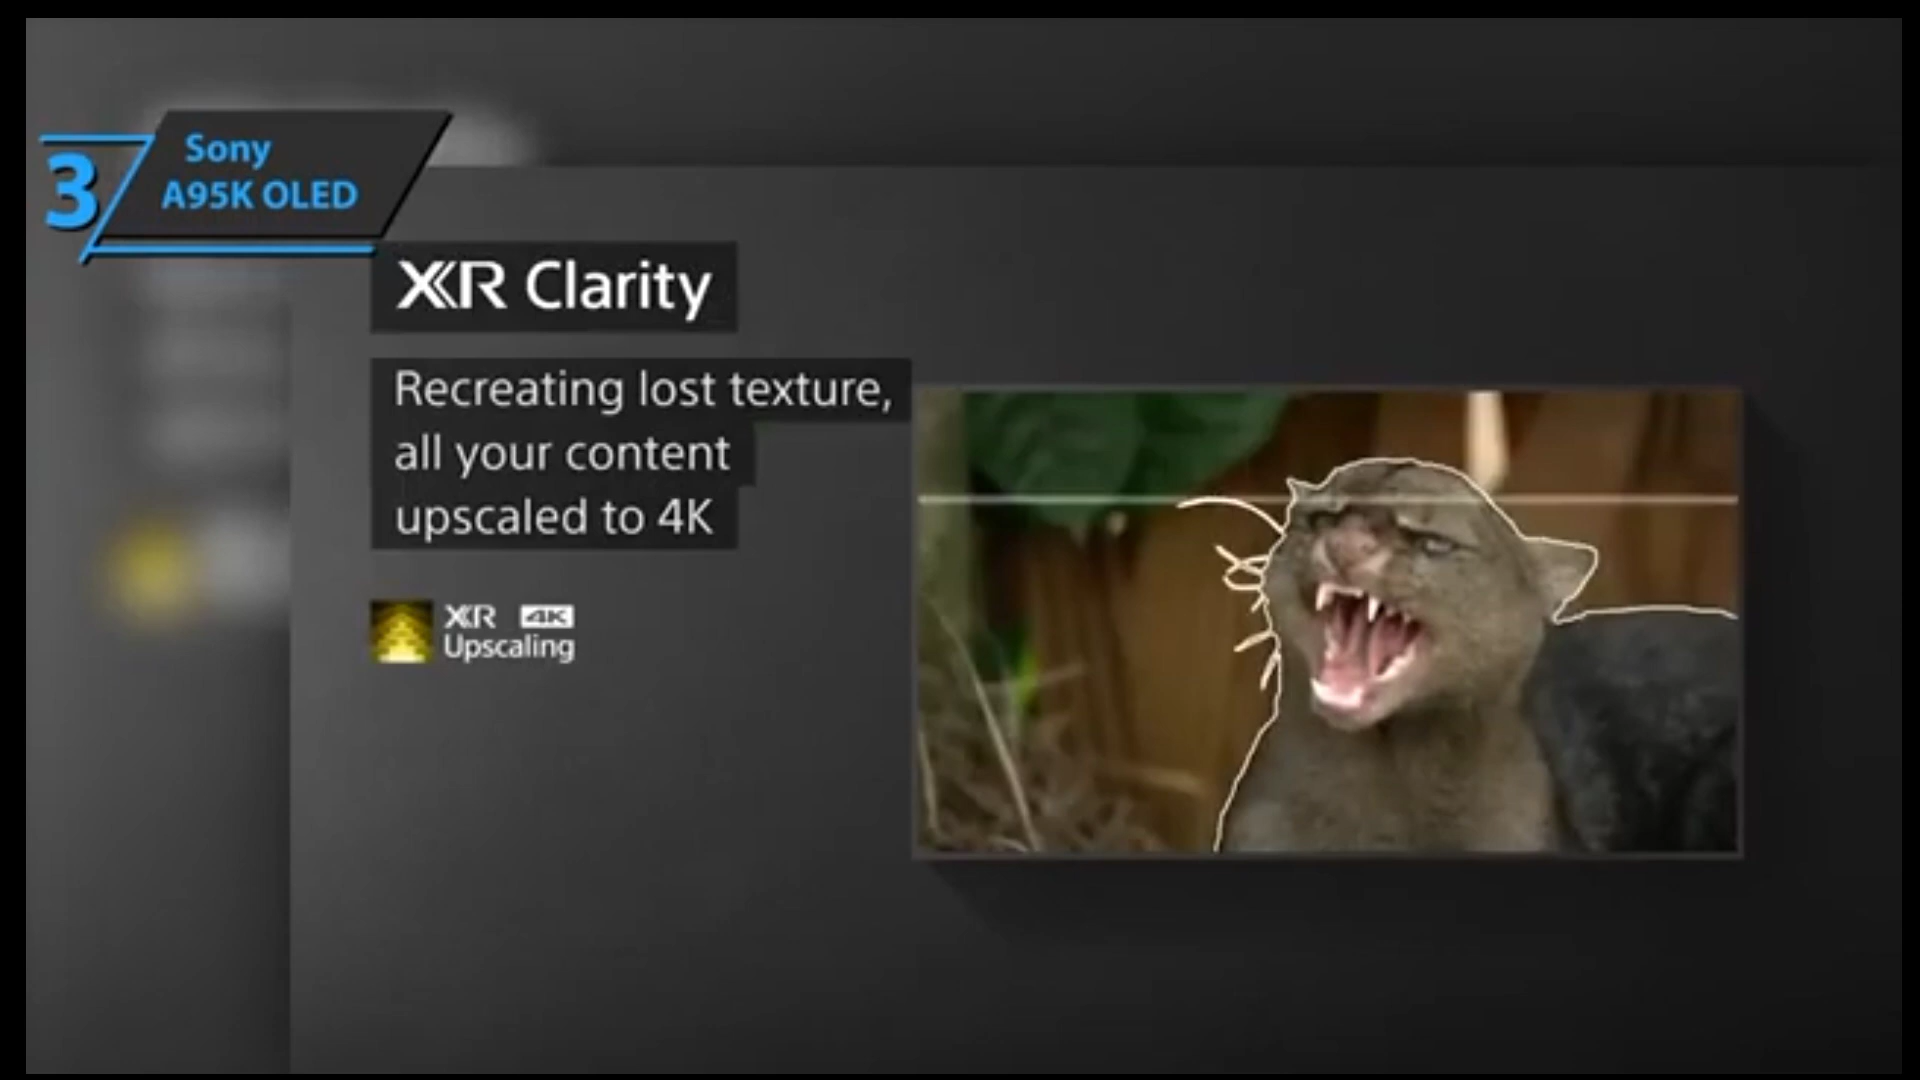 3
Sony
A95K OLED
XR Clarity
Recreating lost texture,
all your content
upscaled to 4K
XR 4K
Upscaling